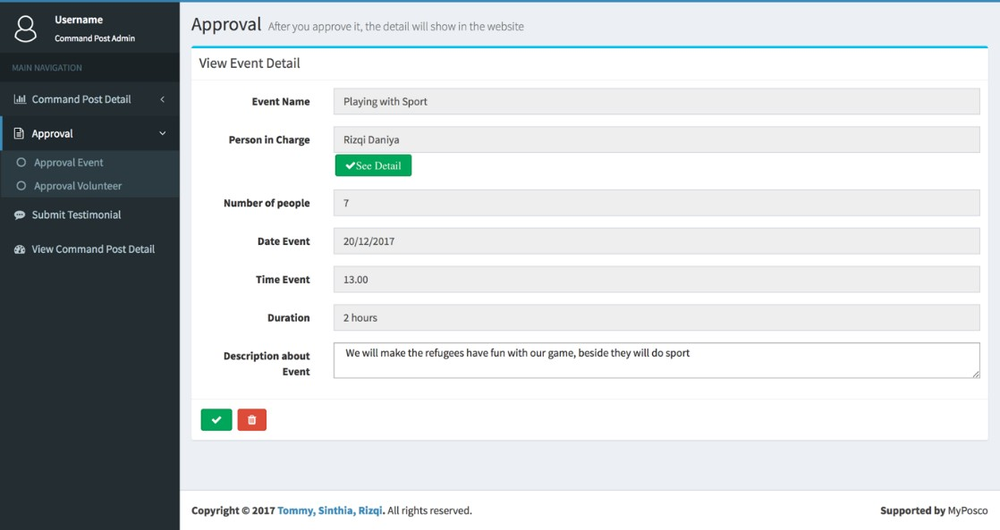 Username
Command Post Admin
MAIN NAVIGATION
Command Post Detail
Approval
Approval Event
Approval Volunteer
Submit Testimonial
View Command Post Detail
Approval After you approve it, the detail will show in the website
View Event Detail
Event Name Playing with Sport
Person in Charge Rizqi Daniya
See Detail
Number of people 7
Date Event 20/12/2017
Time Event 13.00
Duration 2 hours
Description about We will make the refugees have fun with our game, beside they will do sport
Event
Copyright © 2017 Tommy, Sinthia, Rizqi. All rights reserved. Supported by MyPosco